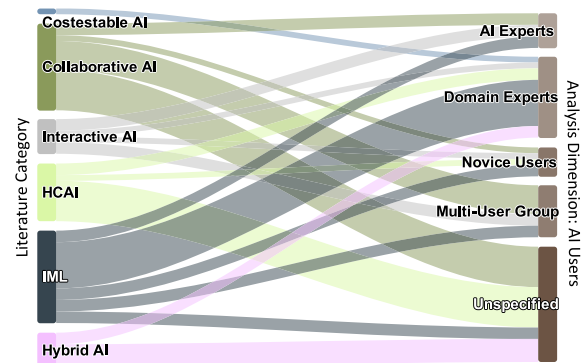 Costestable AI
AI Experts
Collaborative AI
Domain Experts
Interactive AI
Novice Users
HCAI
Multi-User Group
IML
Unspecified
Hybrid AI
Literature Category
Analysis Dimension: AI Users